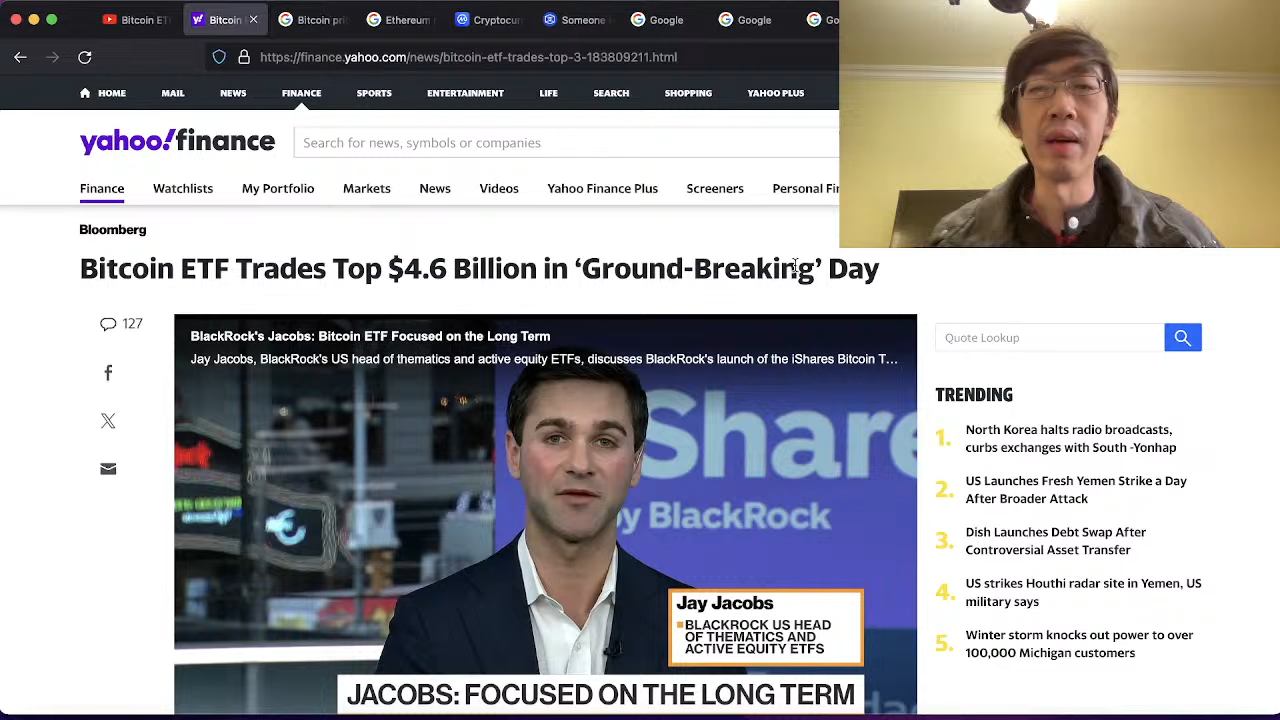 Bitcoin ET
Bitcoin
Bitcoin pri
Ethereum
Cryptocur
Someone
Google
Google
Go
https://finance.yahoo.com/news/bitcoin-etf-trades-top-3-183809211.html
HOME MAIL NEWS FINANCE SPORTS ENTERTAINMENT LIFE SEARCH SHOPPING YAHOO PLUS
yahoo!finance
Search for news, symbols or companies
Finance Watchlists My Portfolio Markets News Videos Yahoo Finance Plus Screeners Personal Fin
Bloomberg
Bitcoin ETF Trades Top $4.6 Billion in ‘Ground-Breaking’ Day
127
BlackRock's Jacobs: Bitcoin ETF Focused on the Long Term
Jay Jacobs, BlackRock's US head of thematics and active equity ETFs, discusses BlackRock's launch of the iShares Bitcoin T...
iShare
by BlackRock
Jay Jacobs
BLACKROCK US HEAD
OF THEMATICS AND
ACTIVE EQUITY ETFS
JACOBS: FOCUSED ON THE LONG TERM
Quote Lookup
TRENDING
1. North Korea halts radio broadcasts,
curbs exchanges with South -Yonhap
2. US Launches Fresh Yemen Strike a Day
After Broader Attack
3. Dish Launches Debt Swap After
Controversial Asset Transfer
4. US strikes Houthi radar site in Yemen, US
military says
5. Winter storm knocks out power to over
100,000 Michigan customers